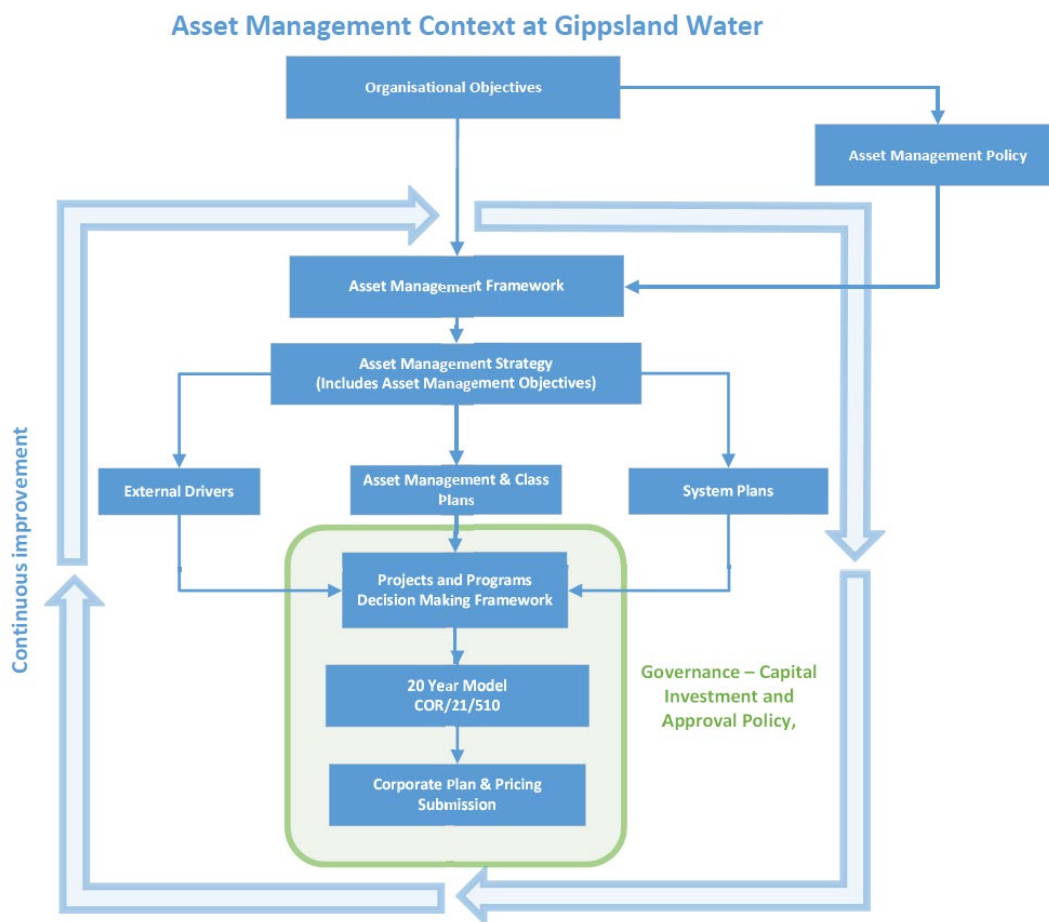 Asset Management Context at Gippsland Water
Organisational Objectives
Asset Management Policy
Asset Management Framework
Asset Management Strategy
(Includes Asset Management Objectives)
External Drivers
Asset Management & Class
Plans
System Plans
Projects and Programs
Decision Making Framework
20 Year Model
COR/21/510
Corporate Plan & Pricing
Submission
Governance – Capital
Investment and
Approval Policy,
Continuous improvement